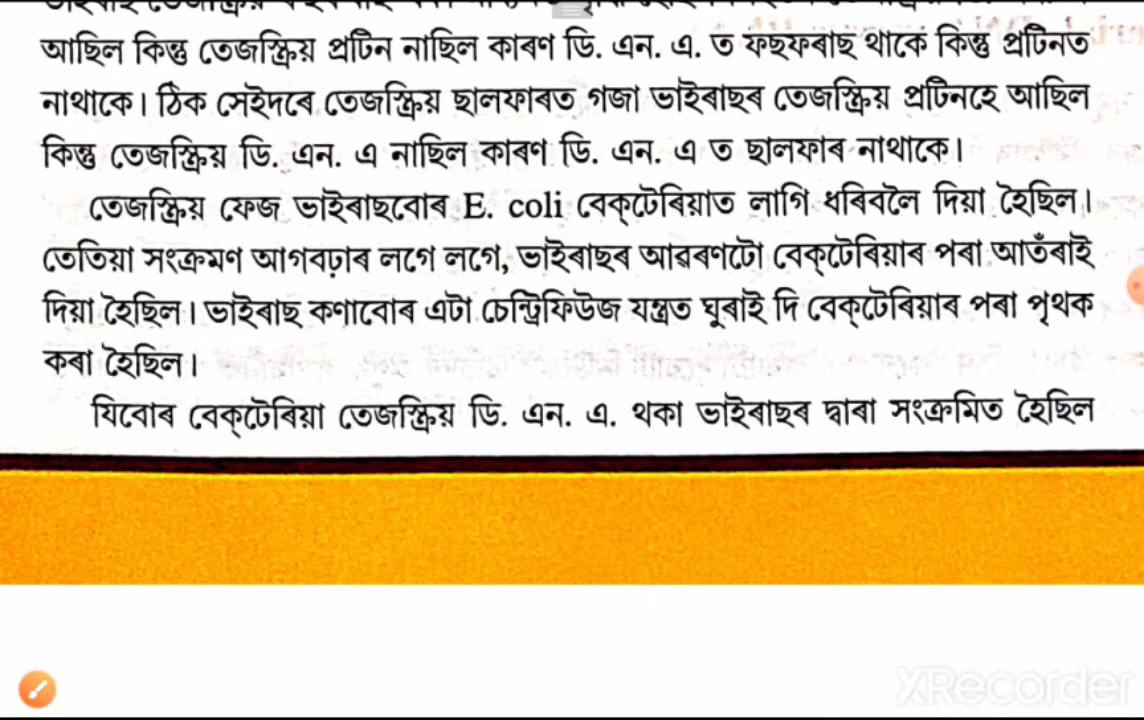 আছিল কিন্তু তেজস্ক্রিয় প্ৰটিন নাছিল কাৰণ ডি. এন. এ. ত ফছফৰাছ থাকে কিন্তু প্ৰটিনত
নাথাকে। ঠিক সেইদৰে তেজস্ক্রিয় ছালফাৰত গজা ভাইৰাছৰ তেজস্ক্রিয় প্ৰটিনহে আছিল
কিন্তু তেজস্ক্রিয় ডি. এন. এ নাছিল কাৰণ ডি. এন. এ ত ছালফাৰ নাথাকে।
তেজস্ক্রিয় ফেজ ভাইৰাছবোৰ E. coli বেক্‌টেৰিয়াত লাগি ধৰিবলৈ দিয়া হৈছিল।
তেতিয়া সংক্ৰমণ আগবঢ়াৰ লগে লগে, ভাইৰাছৰ আৱৰণটো বেক্‌টেৰিয়াৰ পৰা আতঁৰাই
দিয়া হৈছিল। ভাইৰাছ কণাবোৰ এটা চেন্ট্ৰিফিউজ যন্ত্ৰত ঘুৰাই দি বেক্‌টেৰিয়াৰ পৰা পৃথক
কৰা হৈছিল।
যিবোৰ বেক্‌টেৰিয়া তেজস্ক্রিয় ডি. এন. এ. থকা ভাইৰাছৰ দ্বাৰা সংক্ৰমিত হৈছিল
XRecorder